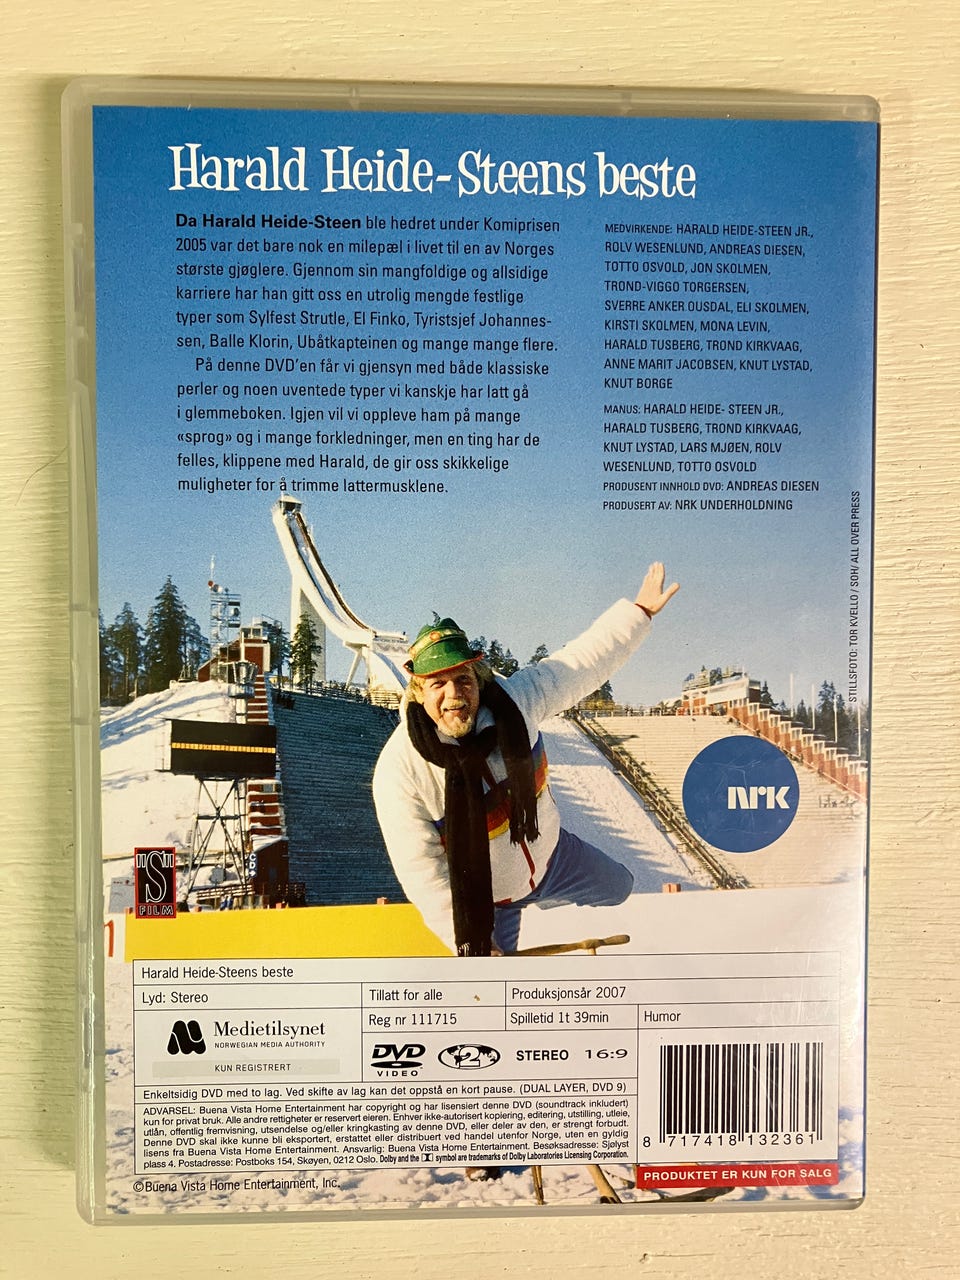 Harald Heide-Steens beste
Da Harald Heide-Steen ble hedret under Komiprisen
2005 var det bare nok en milepæl i livet til en av Norges
største gjøglere. Gjennom sin mangfoldige og allsidige
karriere har han gitt oss en utrolig mengde festlige
typer som Sylfest Strutle, El Finko, Tyristsjef Johannes-
sen, Balle Klorin, Ubåtkapteinen og mange mange flere.
På denne DVD'en får vi gjensyn med både klassiske
perler og noen uventede typer vi kanskje har latt gå
i glemmeboken. Igjen vil vi oppleve ham på mange
«sprog» og i mange forkledninger, men en ting har de
felles, klippene med Harald, de gir oss skikkelige
muligheter for å trimme lattermusklene.
MEDVIRKENDE: HARALD HEIDE-STEEN JR.,
ROLV WESENLUND, ANDREAS DIESEN,
TOTTO OSVOLD, JON SKOLMEN,
TROND-VIGGO TORGERSEN,
SVERRE ANKER OUSDAL, ELI SKOLMEN,
KIRSTI SKOLMEN, MONA LEVIN,
HARALD TUSBERG, TROND KIRKVAAG,
ANNE MARIT JACOBSEN, KNUT LYSTAD,
KNUT BORGE
MANUS: HARALD HEIDE- STEEN JR.,
HARALD TUSBERG, TROND KIRKVAAG,
KNUT LYSTAD, LARS MJØEN, ROLV
WESENLUND, TOTTO OSVOLD
PRODUSENT INNHOLD DVD: ANDREAS DIESEN
PRODUSERT AV: NRK UNDERHOLDNING
STILLSFOTO: TOR KVELLO / SOH/ ALL OVER PRESS
NRK
nsn
S
FILM
Harald Heide-Steens beste
Lyd: Stereo
Tillatt for alle
Produksjonsår 2007
Medietilsynet
NORWEGIAN MEDIA AUTHORITY
KUN REGISTRERT
Reg nr 111715
Spilletid 1t 39min
Humor
DVD
VIDEO
2
STEREO
16:9
Enkeltsidig DVD med to lag. Ved skifte av lag kan det oppstå en kort pause. (DUAL LAYER, DVD 9)
ADVARSEL: Buena Vista Home Entertainment har copyright og har lisensiert denne DVD (soundtrack inkludert)
kun for privat bruk. Alle andre rettigheter er reservert eieren. Enhver ikke-autorisert kopiering, editering, utstilling, utleie,
utlån, offentlig fremvisning, utsendelse og/eller kringkasting av denne DVD, eller deler av den, er strengt forbudt.
Denne DVD skal ikke kunne bli eksportert, erstattet eller distribuert ved handel utenfor Norge, uten en gyldig
lisens fra Buena Vista Home Entertainment. Ansvarlig: Buena Vista Home Entertainment. Besøksadresse: Sjølyst
plass 4. Postadresse: Postboks 154, Skøyen, 0212 Oslo. Dolby and the symbol are trademarks of Dolby Laboratories Licensing Corporation.
8 717418 132361
PRODUKTET ER KUN FOR SALG
©Buena Vista Home Entertainment, Inc.